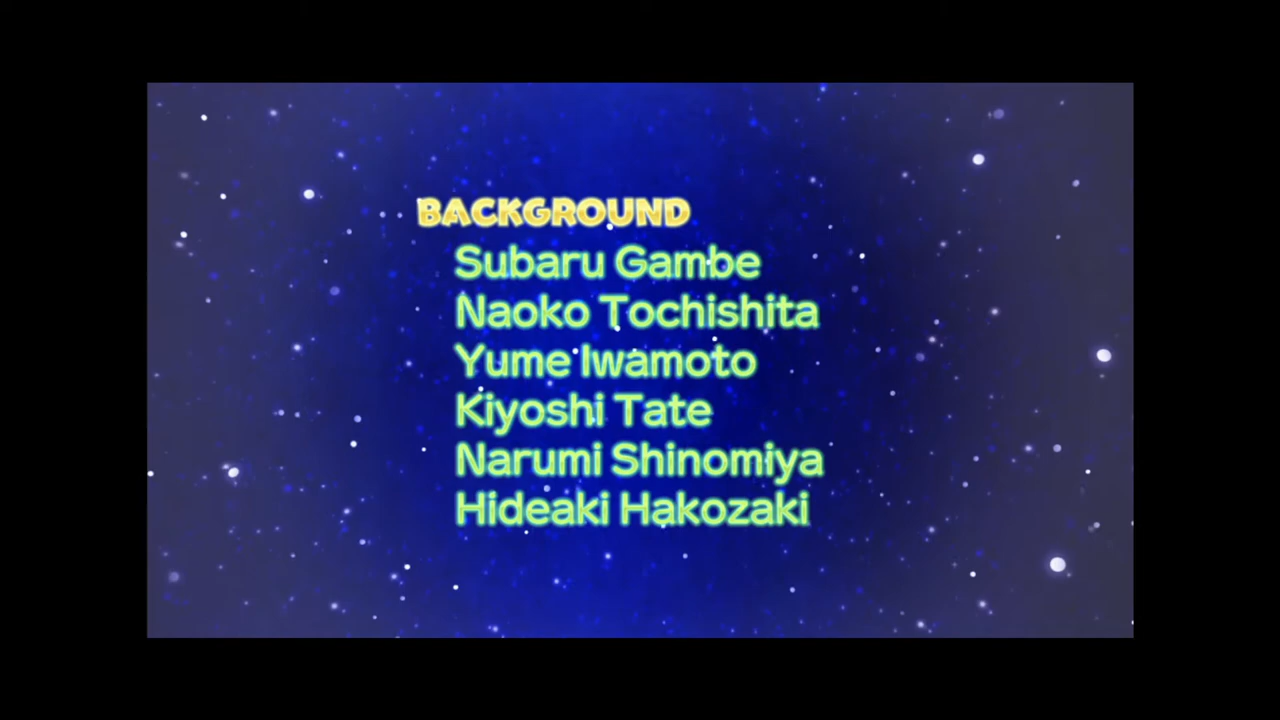 BACKGROUND
Subaru Gambe
Naoko Tochishita
Yume Iwamoto
Kiyoshi Tate
Narumi Shinomiya
Hideaki Hakozaki